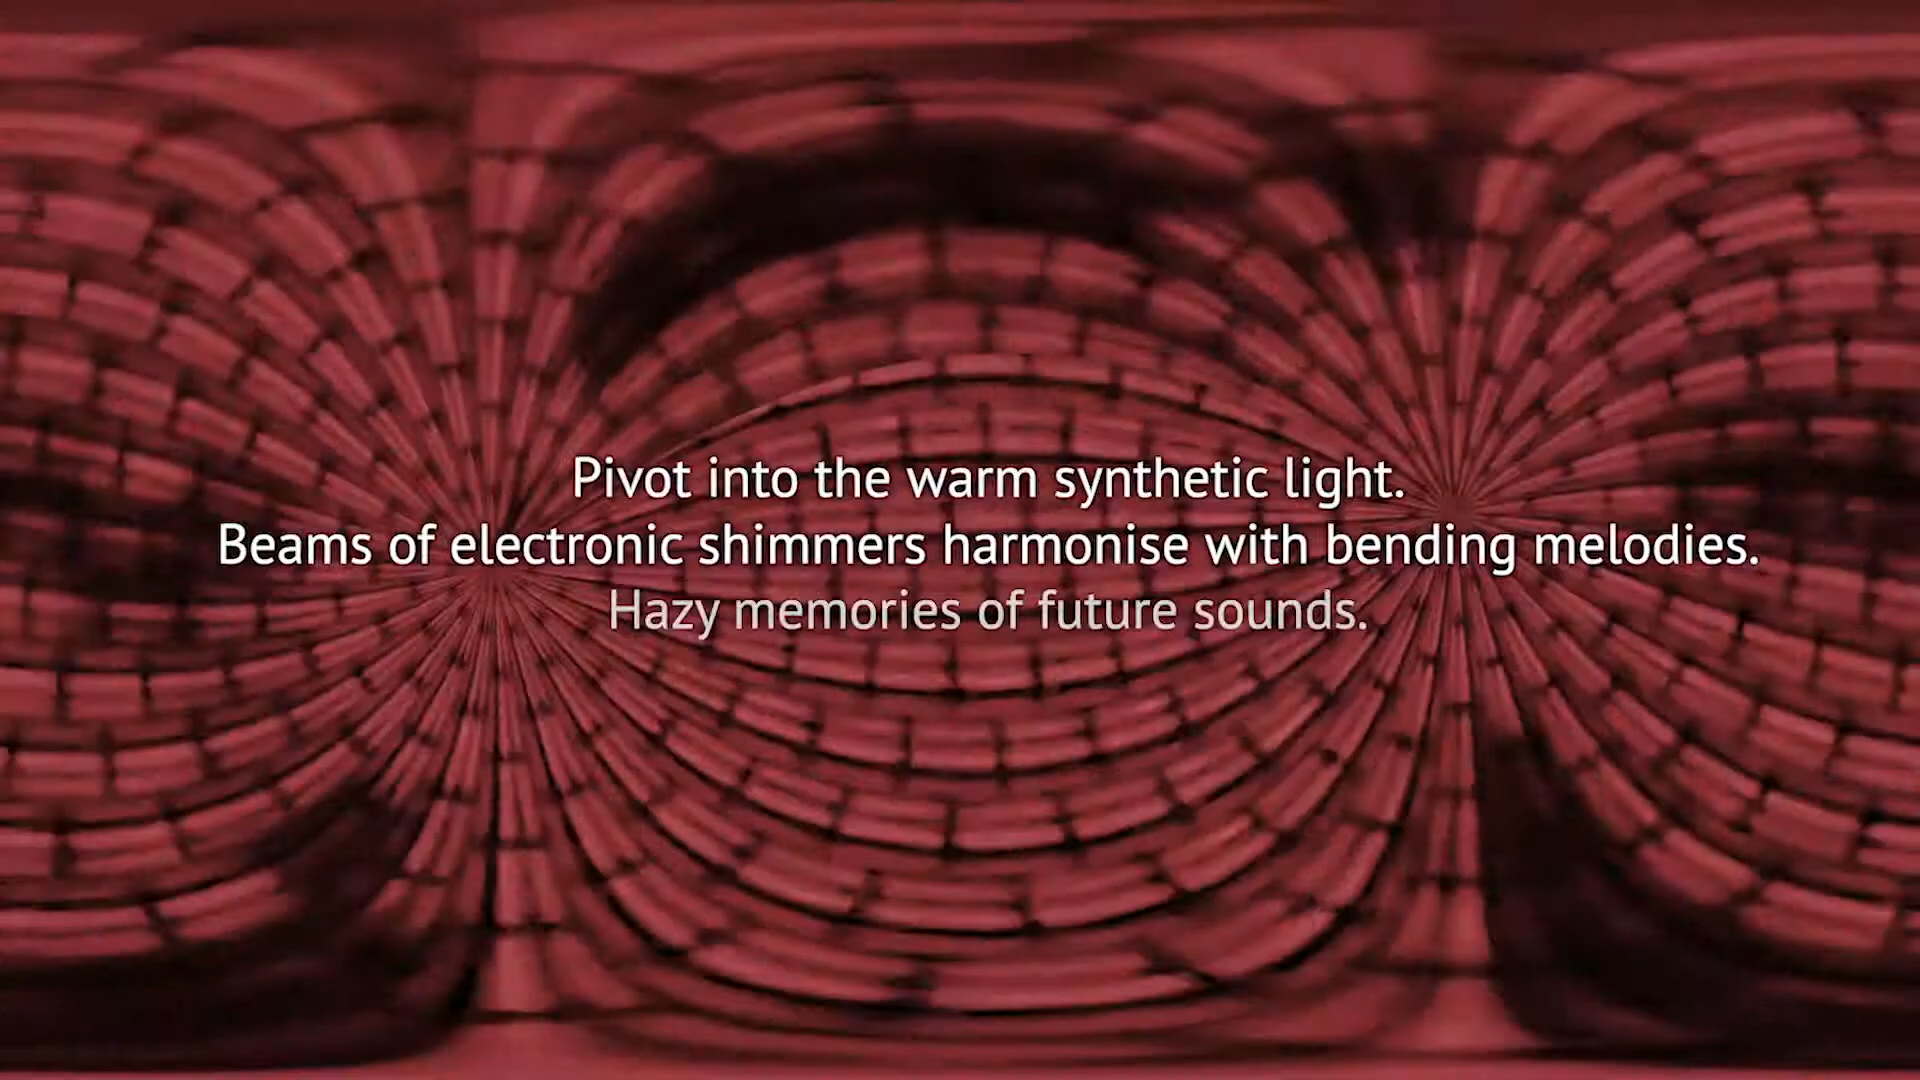 Pivot into the warm synthetic light.
Beams of electronic shimmers harmonise with bending melodies.
Hazy memories of future sounds.